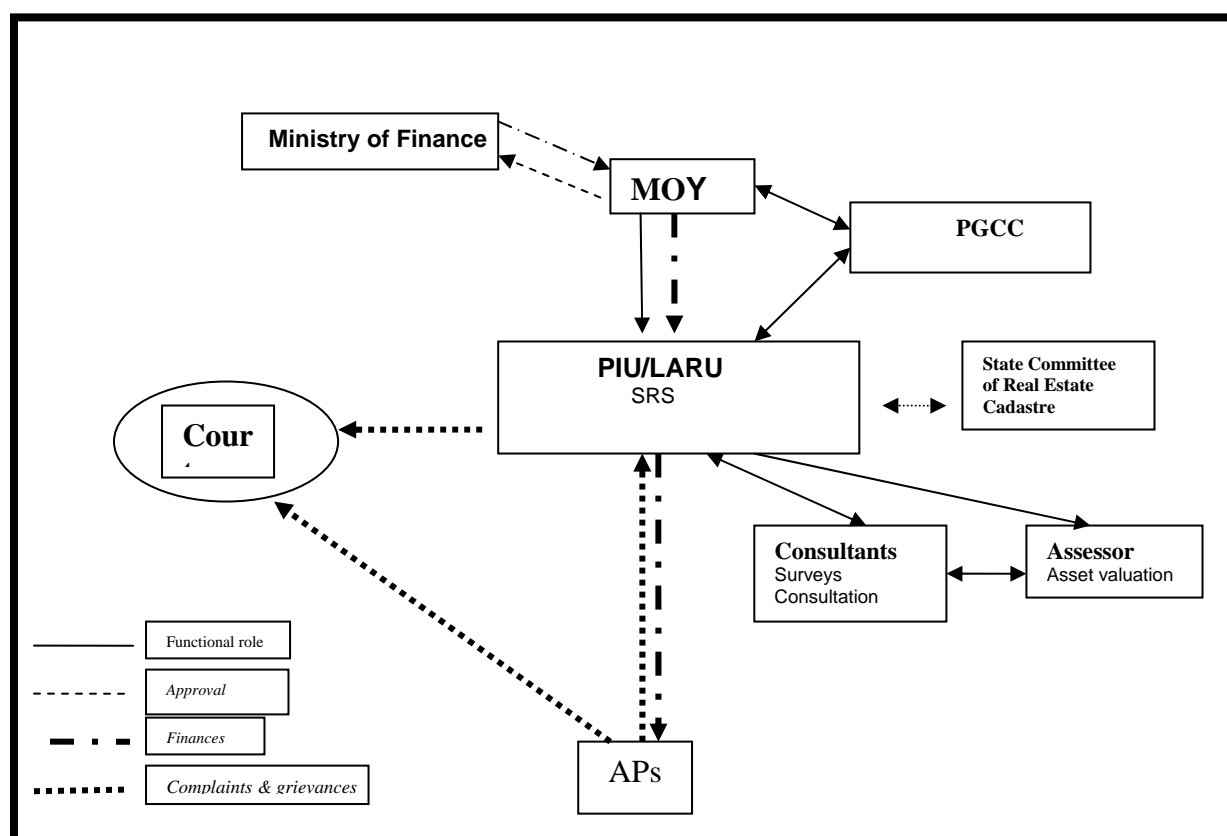 Ministry of Finance
MOY
PGCC
PIU/LARU
SRS
State Committee
of Real Estate
Cadastre
Cour
Consultants
Surveys
Consultation
Assessor
Asset valuation
Functional role
Approval
Finances
Complaints & grievances
APs